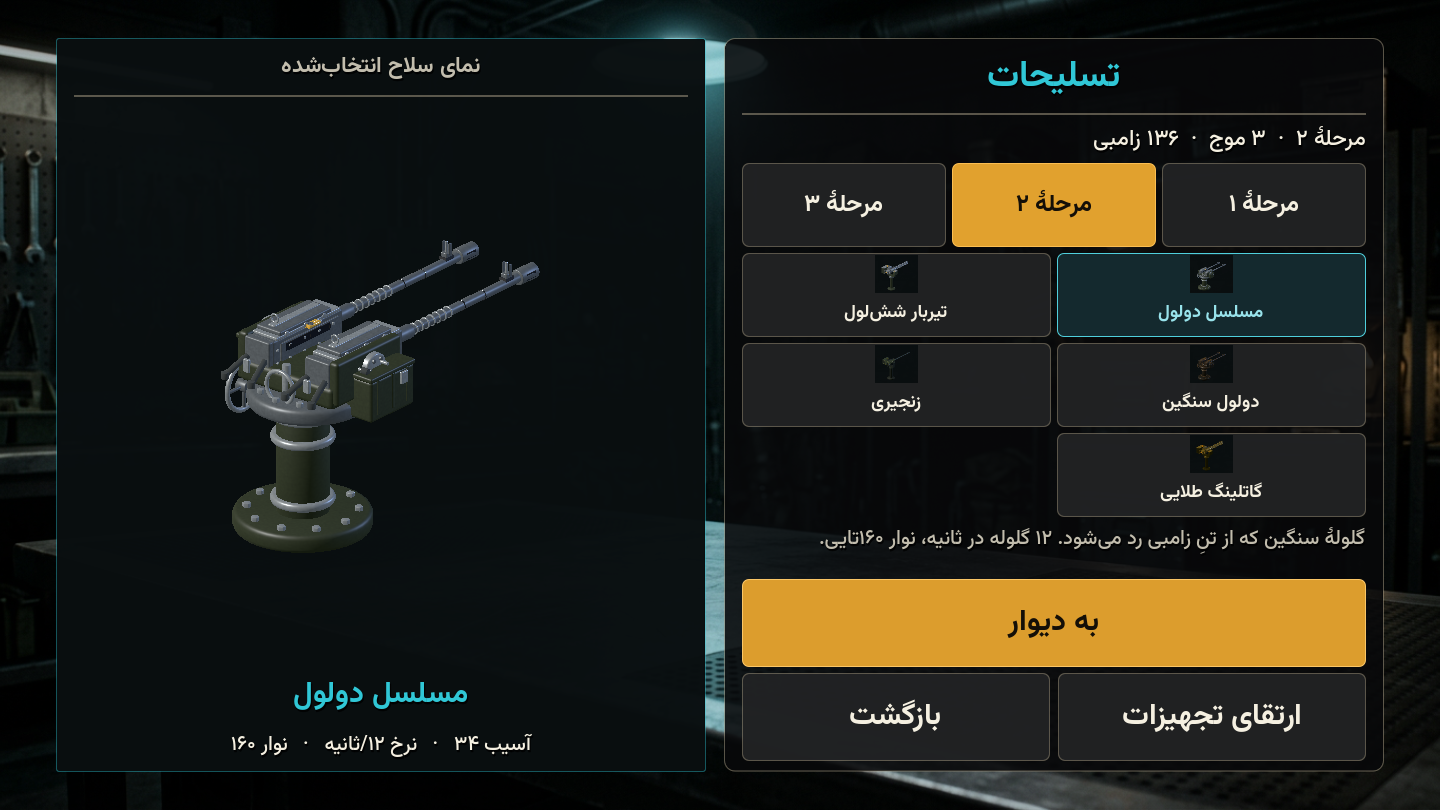 تسلیحات
مرحلهٔ ۲ · ۳ موج · ۱۳۶ زامبی
مرحلهٔ ۱
مرحلهٔ ۲
مرحلهٔ ۳
مسلسل دولول
تیربار شش‌لول
دولول سنگین
زنجیری
گاتلینگ طلایی
گلولهٔ سنگین که از تنِ زامبی رد می‌شود. ۱۲ گلوله در ثانیه، نوار ۱۶۰تایی.
به دیوار
ارتقای تجهیزات
بازگشت
نمای سلاح انتخاب‌شده
مسلسل دولول
آسیب ۳۴ · نرخ ۱۲/ثانیه · نوار ۱۶۰